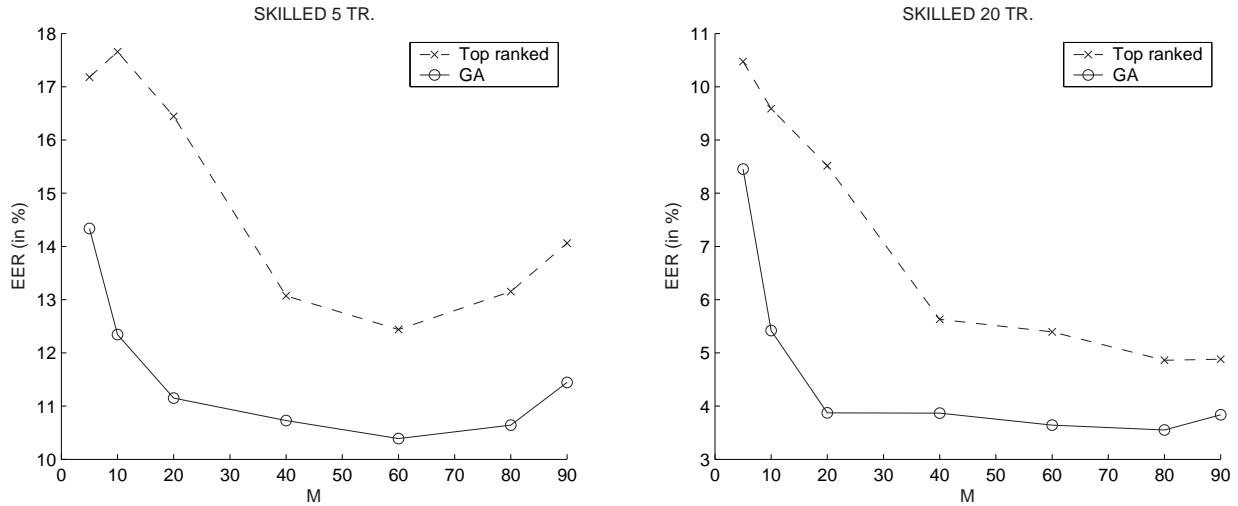 SKILLED 5 TR.
18
17
16
15
14
13
12
11
10
EER (in %)
Top ranked
GA
0 10 20 30 40 50 60 70 80 90
M
SKILLED 20 TR.
11
10
9
8
7
6
5
4
3
EER (in %)
Top ranked
GA
0 10 20 30 40 50 60 70 80 90
M